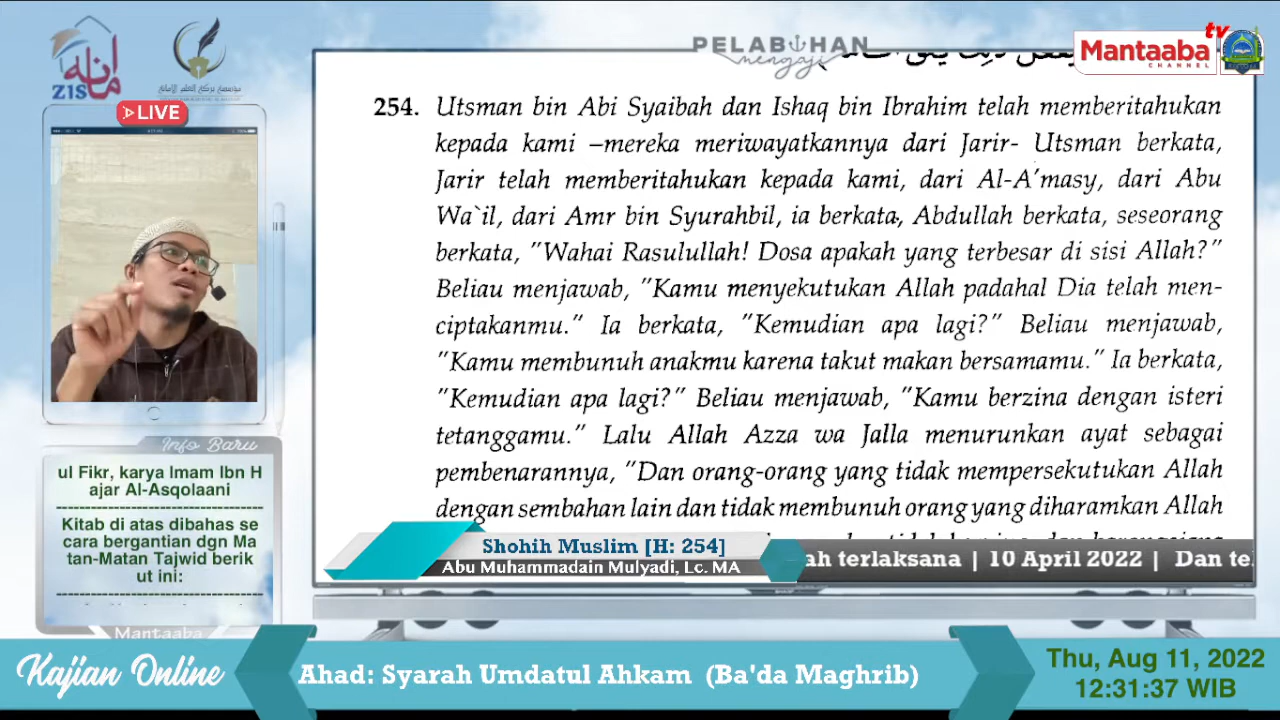 PELABUHAN
mengaji
Mantaaba tv
CHANNEL
ZIS
LIVE
254. Utsman bin Abi Syaibah dan Ishaq bin Ibrahim telah memberitahukan
kepada kami –mereka meriwayatkannya dari Jarir- Utsman berkata,
Jarir telah memberitahukan kepada kami, dari Al-A'masy, dari Abu
Wa`il, dari Amr bin Syurahbil, ia berkata, Abdullah berkata, seseorang
berkata, "Wahai Rasulullah! Dosa apakah yang terbesar di sisi Allah?"
Beliau menjawab, "Kamu menyekutukan Allah padahal Dia telah men-
ciptakanmu." Ia berkata, "Kemudian apa lagi?" Beliau menjawab,
"Kamu membunuh anakmu karena takut makan bersamamu." Ia berkata,
"Kemudian apa lagi?" Beliau menjawab, "Kamu berzina dengan isteri
tetanggamu." Lalu Allah Azza wa Jalla menurunkan ayat sebagai
pembenarannya, "Dan orang-orang yang tidak mempersekutukan Allah
dengan sembahan lain dan tidak membunuh orang yang diharamkan Allah
Info Baru
ul Fikr, karya Imam Ibn H
ajar Al-Asqolaani
Kitab di atas dibahas se
cara bergantian dgn Ma
tan-Matan Tajwid berik
ut ini:
Mantaaba
Shohih Muslim [H: 254]
Abu Muhammadain Mulyadi, Lc. MA
ah terlaksana | 10 April 2022 | Dan te
Kajian Online
Ahad: Syarah Umdatul Ahkam (Ba'da Maghrib)
Thu, Aug 11, 2022
12:31:37 WIB